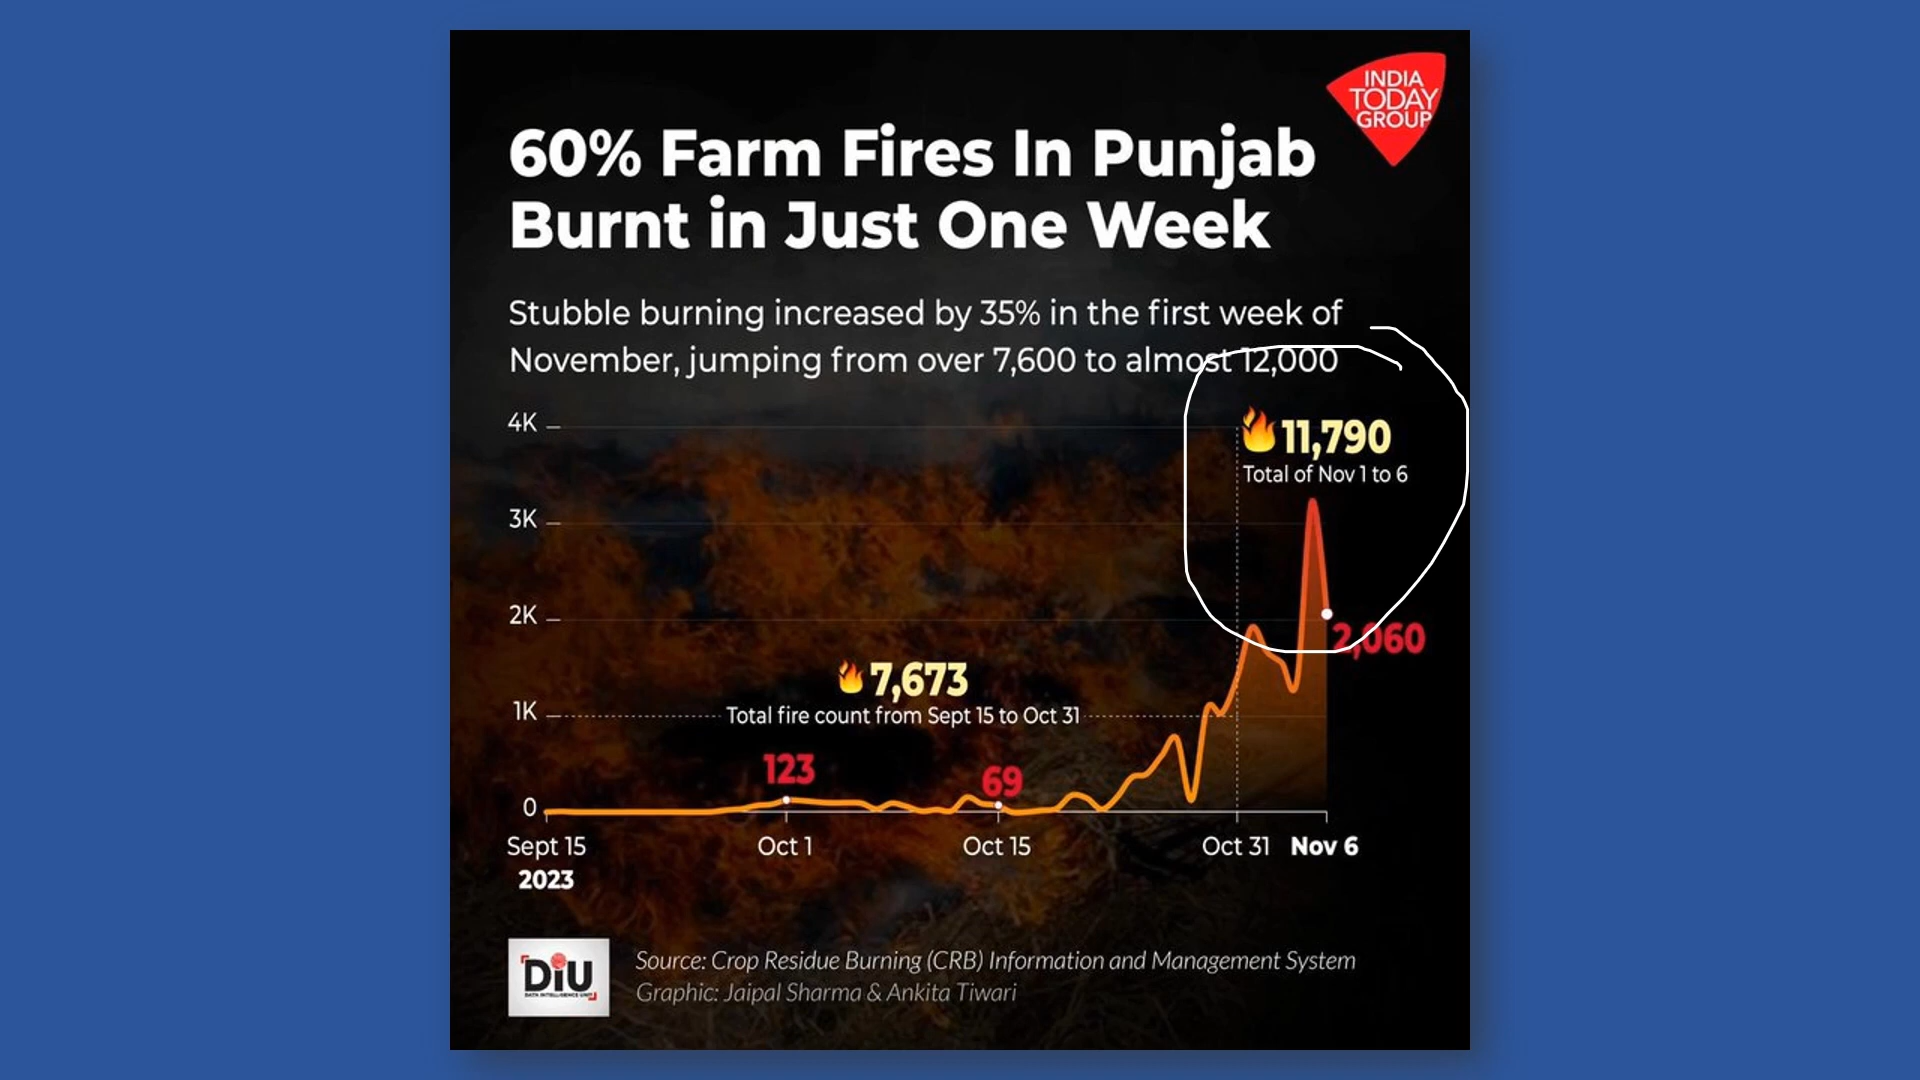 INDIA
TODAY
GROUP
60% Farm Fires In Punjab
Burnt in Just One Week
Stubble burning increased by 35% in the first week of
November, jumping from over 7,600 to almost 12,000
4K
11,790
Total of Nov 1 to 6
3K
2K
2,060
7,673
1K
Total fire count from Sept 15 to Oct 31
123
69
0
Sept 15
2023
Oct 1
Oct 15
Oct 31
Nov 6
DIU
DATA INTELLIGENCE UNIT
Source: Crop Residue Burning (CRB) Information and Management System
Graphic: Jaipal Sharma & Ankita Tiwari